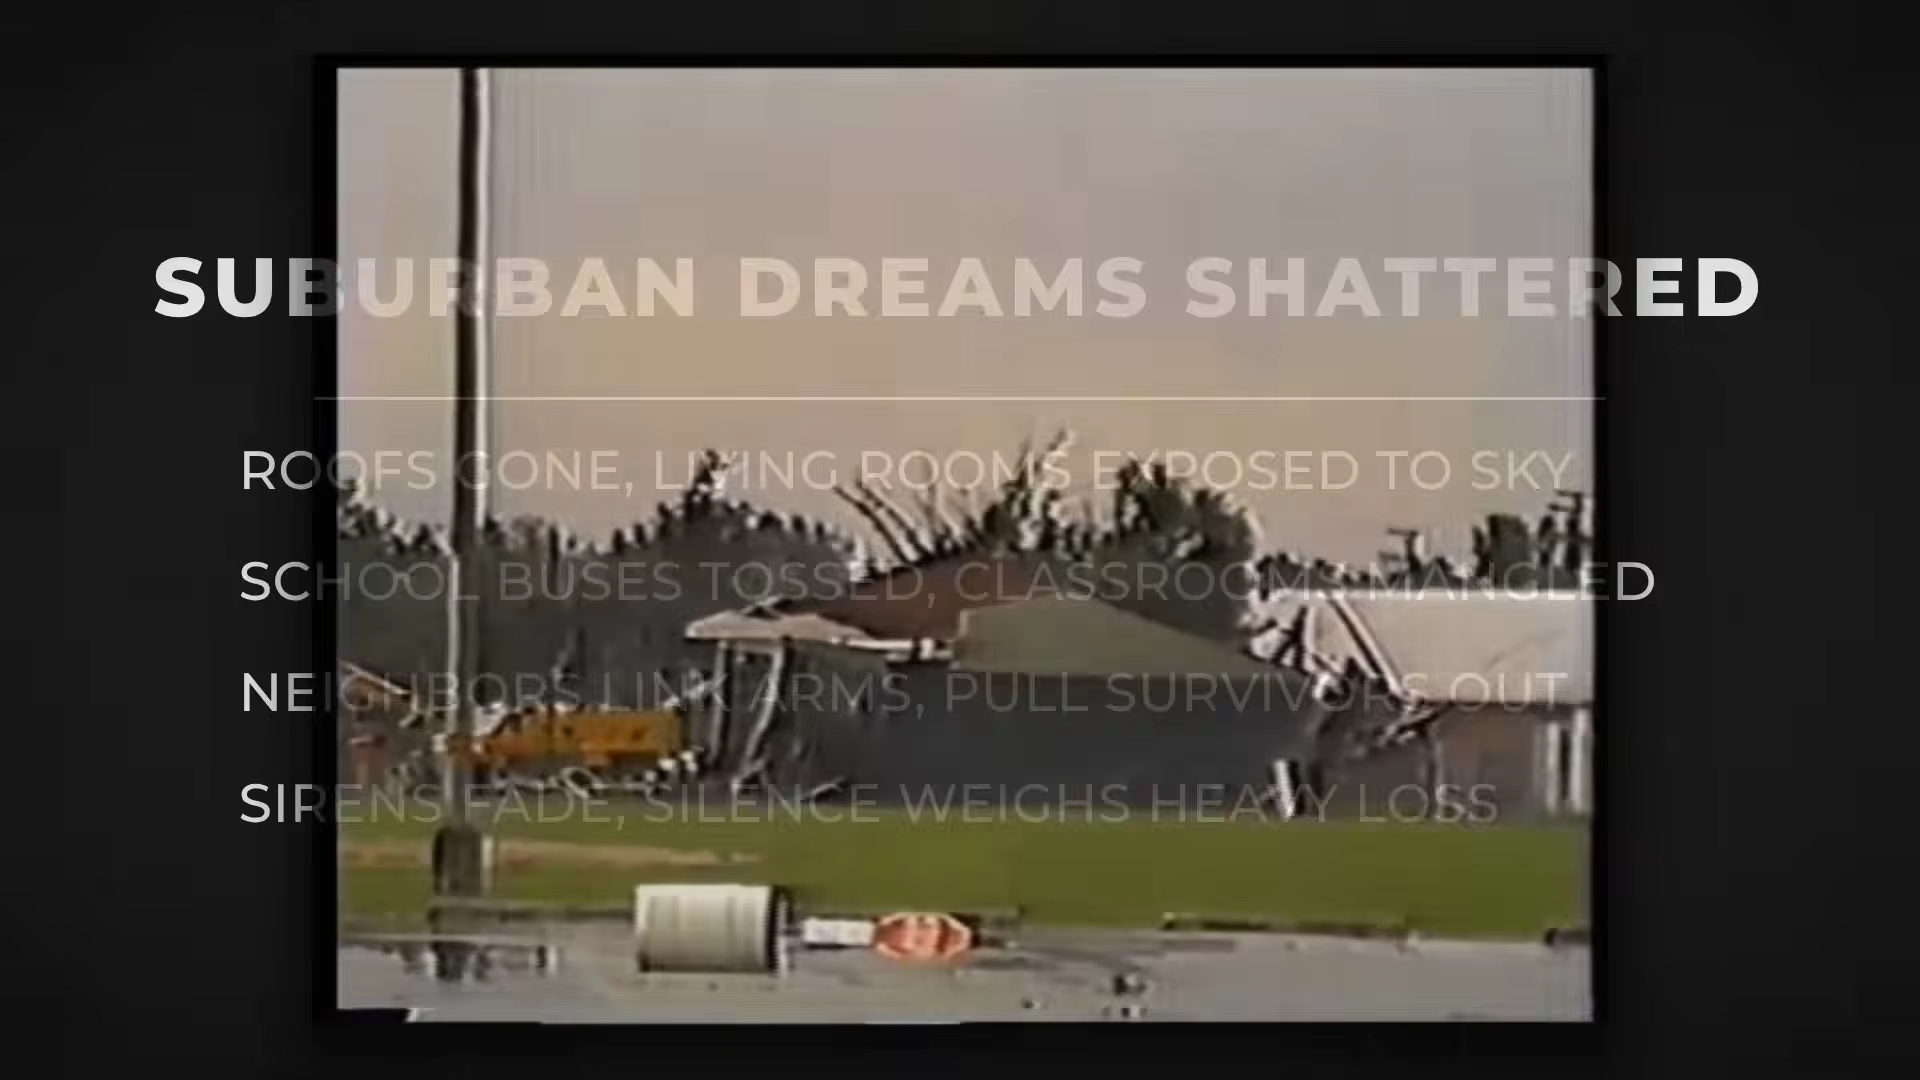 SUBURBAN DREAMS SHATTERED
ROOFS GONE, LIVING ROOMS EXPOSED TO SKY
SCHOOL BUSES TOSSED, CLASSROOMS MANGLED
NEIGHBORS LINK ARMS, PULL SURVIVORS OUT
SIRENS FADE, SILENCE WEIGHS HEAVY LOSS